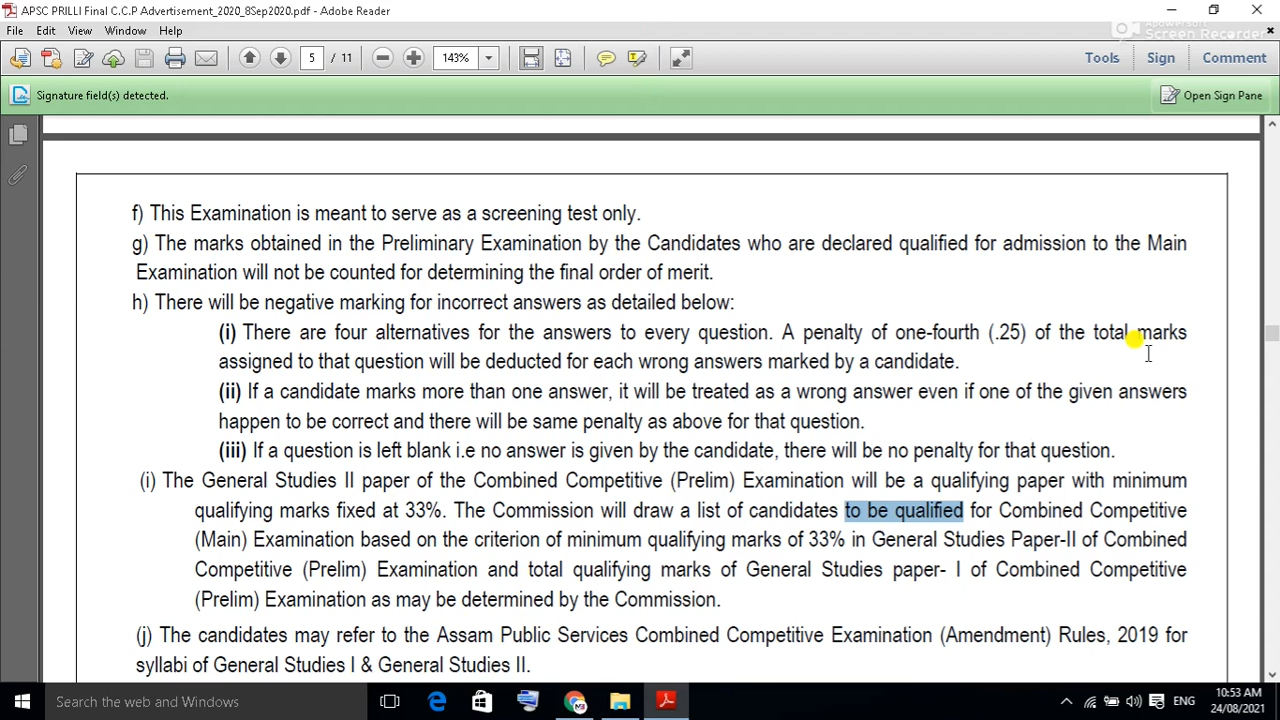 APSC PRILLI Final C.C.P Advertisement_2020_8Sep2020.pdf - Adobe Reader
Apowersoft
Screen Recorder
File Edit View Window Help
5 / 11 143% Tools Sign Comment
Signature field(s) detected. Open Sign Pane
f) This Examination is meant to serve as a screening test only.
g) The marks obtained in the Preliminary Examination by the Candidates who are declared qualified for admission to the Main
Examination will not be counted for determining the final order of merit.
h) There will be negative marking for incorrect answers as detailed below:
(i) There are four alternatives for the answers to every question. A penalty of one-fourth (.25) of the total marks
assigned to that question will be deducted for each wrong answers marked by a candidate.
(ii) If a candidate marks more than one answer, it will be treated as a wrong answer even if one of the given answers
happen to be correct and there will be same penalty as above for that question.
(iii) If a question is left blank i.e no answer is given by the candidate, there will be no penalty for that question.
(i) The General Studies II paper of the Combined Competitive (Prelim) Examination will be a qualifying paper with minimum
qualifying marks fixed at 33%. The Commission will draw a list of candidates to be qualified for Combined Competitive
(Main) Examination based on the criterion of minimum qualifying marks of 33% in General Studies Paper-II of Combined
Competitive (Prelim) Examination and total qualifying marks of General Studies paper- I of Combined Competitive
(Prelim) Examination as may be determined by the Commission.
(j) The candidates may refer to the Assam Public Services Combined Competitive Examination (Amendment) Rules, 2019 for
syllabi of General Studies I & General Studies II.
Search the web and Windows
ENG
10:53 AM
24/08/2021